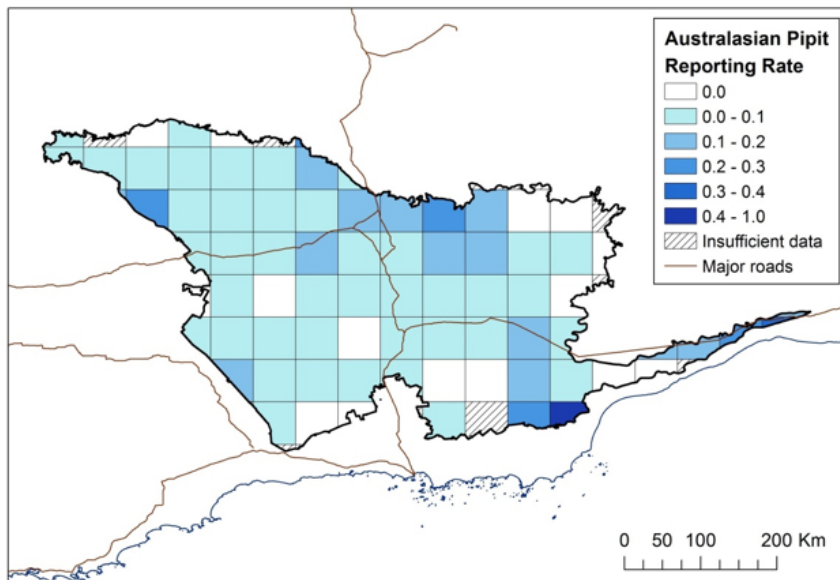 Australasian Pipit
Reporting Rate
0.0
0.0 - 0.1
0.1 - 0.2
0.2 - 0.3
0.3 - 0.4
0.4 - 1.0
Insufficient data
Major roads
0 50 100 200 Km